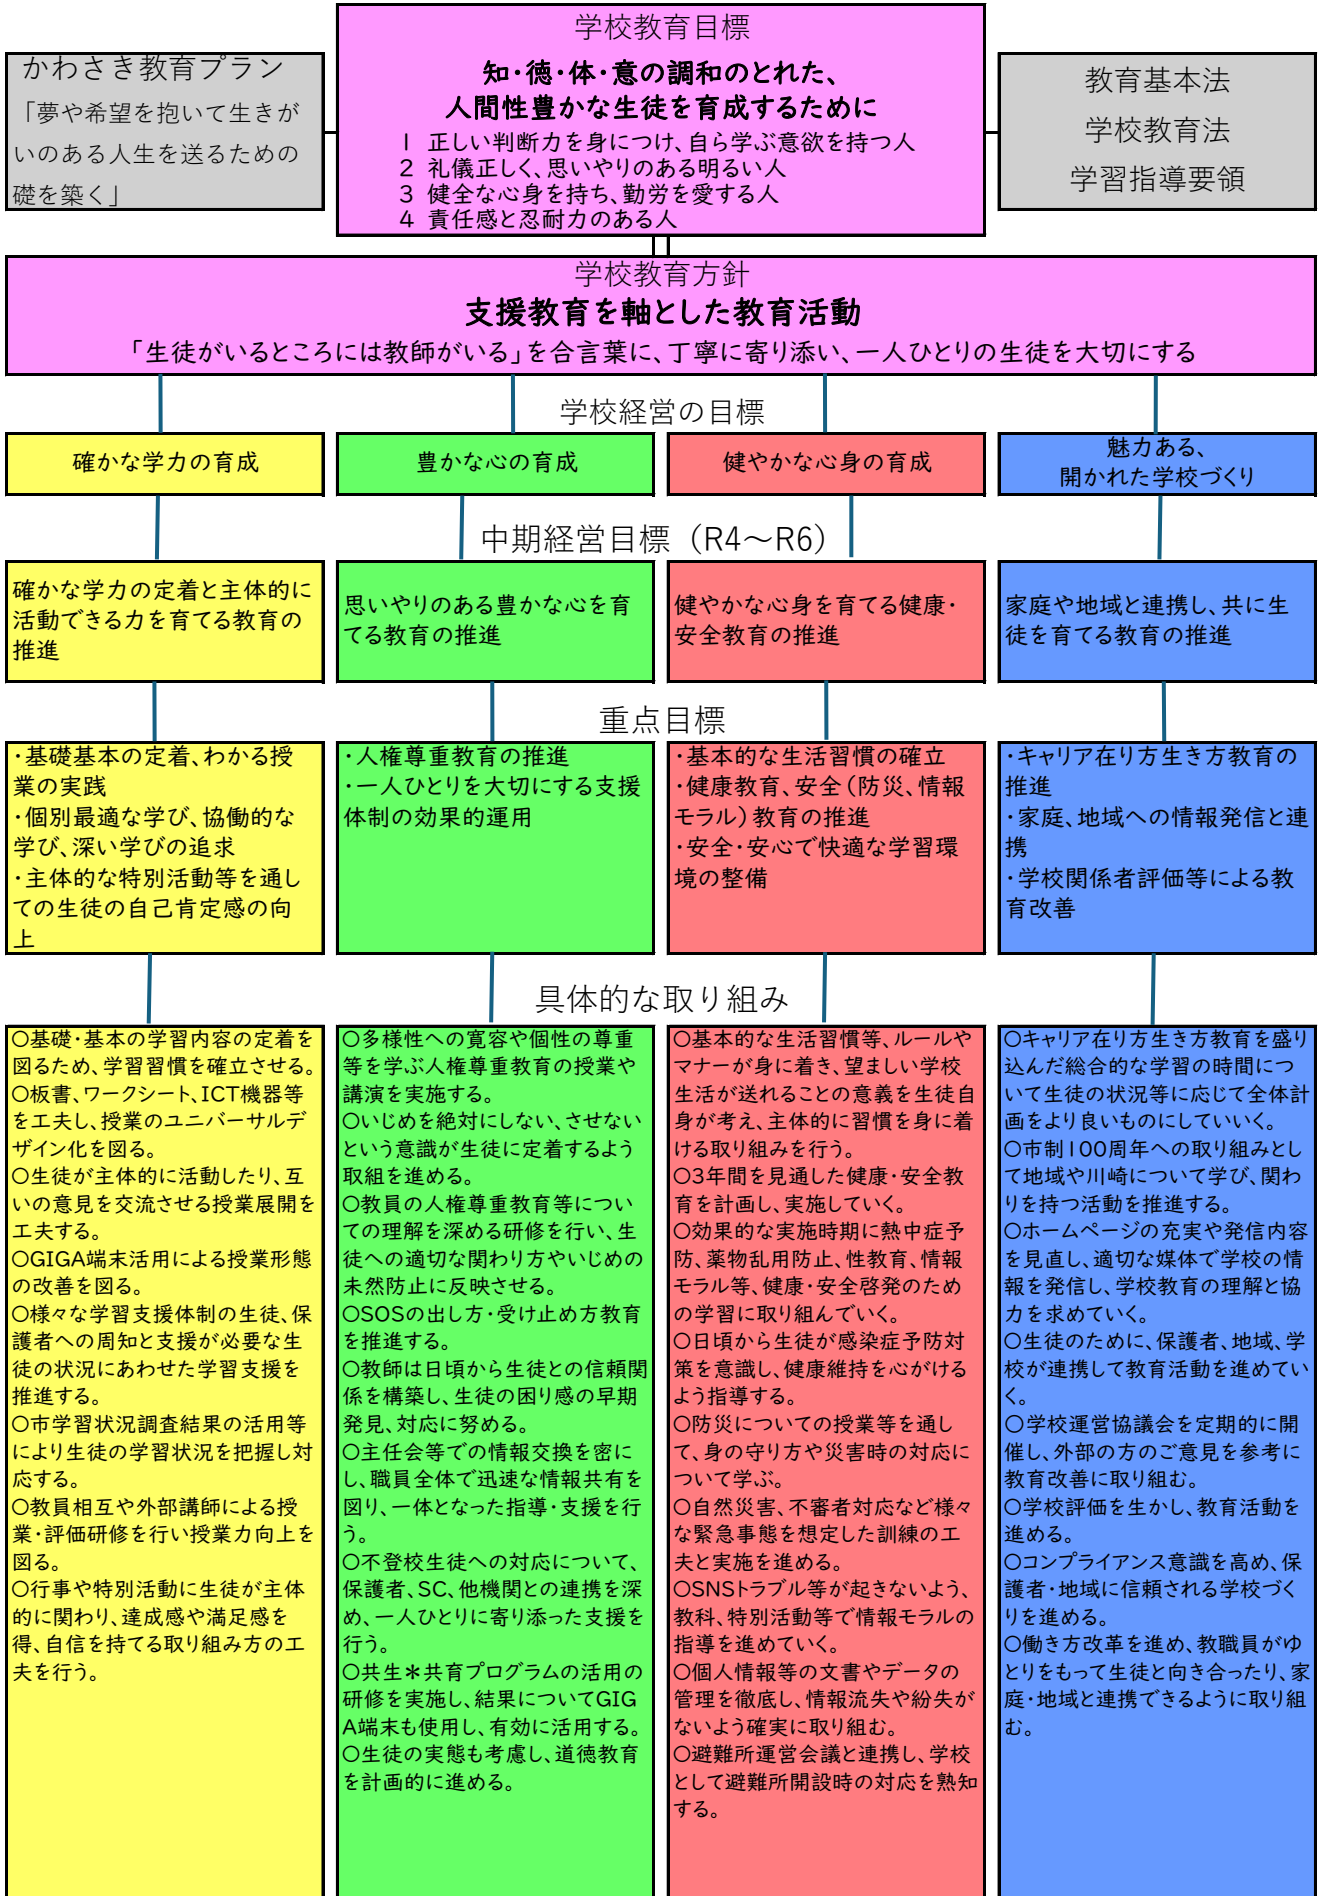 学校教育目標
知・徳・体・意の調和のとれた、
人間性豊かな生徒を育成するために
1 正しい判断力を身につけ、自ら学ぶ意欲を持つ人
2 礼儀正しく、思いやりのある明るい人
3 健全な心身を持ち、勤労を愛する人
4 責任感と忍耐力のある人
かわさき教育プラン
「夢や希望を抱いて生きが
いのある人生を送るための
礎を築く」
教育基本法
学校教育法
学習指導要領
学校教育方針
支援教育を軸とした教育活動
「生徒がいるところには教師がいる」を合言葉に、丁寧に寄り添い、一人ひとりの生徒を大切にする
学校経営の目標
確かな学力の育成
豊かな心の育成
健やかな心身の育成
魅力ある、
開かれた学校づくり
中期経営目標（R4～R6）
確かな学力の定着と主体的に
活動できる力を育てる教育の
推進
思いやりのある豊かな心を育
てる教育の推進
健やかな心身を育てる健康・
安全教育の推進
家庭や地域と連携し、共に生
徒を育てる教育の推進
重点目標
・基礎基本の定着、わかる授
業の実践
・個別最適な学び、協働的な
学び、深い学びの追求
・主体的な特別活動等を通し
ての生徒の自己肯定感の向
上
・人権尊重教育の推進
・一人ひとりを大切にする支援
体制の効果的運用
・基本的な生活習慣の確立
・健康教育、安全（防災、情報
モラル）教育の推進
・安全・安心で快適な学習環
境の整備
・キャリア在り方生き方教育の
推進
・家庭、地域への情報発信と連
携
・学校関係者評価等による教
育改善
具体的な取り組み
○基礎・基本の学習内容の定着を
図るため、学習習慣を確立させる。
○板書、ワークシート、ICT機器等
を工夫し、授業のユニバーサルデ
ザイン化を図る。
○生徒が主体的に活動したり、互
いの意見を交流させる授業展開を
工夫する。
○GIGA端末活用による授業形態
の改善を図る。
○様々な学習支援体制の生徒、保
護者への周知と支援が必要な生
徒の状況にあわせた学習支援を
推進する。
○市学習状況調査結果の活用等
により生徒の学習状況を把握し対
応する。
○教員相互や外部講師による授
業・評価研修を行い授業力向上を
図る。
○行事や特別活動に生徒が主体
的に関わり、達成感や満足感を
得、自信を持てる取り組み方の工
夫を行う。
○多様性への寛容や個性の尊重
等を学ぶ人権尊重教育の授業や
講演を実施する。
○いじめを絶対にしない、させない
という意識が生徒に定着するよう
取組を進める。
○教員の人権尊重教育等につい
ての理解を深める研修を行い、生
徒への適切な関わり方やいじめの
未然防止に反映させる。
○SOSの出し方・受け止め方教育
を推進する。
○教師は日頃から生徒との信頼関
係を構築し、生徒の困り感の早期
発見、対応に努める。
○主任会等での情報交換を密に
し、職員全体で迅速な情報共有を
図り、一体となった指導・支援を行
う。
○不登校生徒への対応について、
保護者、SC、他機関との連携を深
め、一人ひとりに寄り添った支援を
行う。
○共生＊共育プログラムの活用の
研修を実施し、結果についてGIG
A端末も使用し、有効に活用する。
○生徒の実態も考慮し、道徳教育
を計画的に進める。
○基本的な生活習慣等、ルールや
マナーが身に着き、望ましい学校
生活が送れることの意義を生徒自
身が考え、主体的に習慣を身に着
ける取り組みを行う。
○3年間を見通した健康・安全教
育を計画し、実施していく。
○効果的な実施時期に熱中症予
防、薬物乱用防止、性教育、情報
モラル等、健康・安全啓発のため
の学習に取り組んでいく。
○日頃から生徒が感染症予防対
策を意識し、健康維持を心がける
よう指導する。
○防災についての授業等を通し
て、身の守り方や災害時の対応に
ついて学ぶ。
○自然災害、不審者対応など様々
な緊急事態を想定した訓練の工
夫と実施を進める。
○SNSトラブル等が起きないよう、
教科、特別活動等で情報モラルの
指導を進めていく。
○個人情報等の文書やデータの
管理を徹底し、情報流失や紛失が
ないよう確実に取り組む。
○避難所運営会議と連携し、学校
として避難所開設時の対応を熟知
する。
○キャリア在り方生き方教育を盛り
込んだ総合的な学習の時間につ
いて生徒の状況等に応じて全体計
画をより良いものにしていいく。
○市制100周年への取り組みとし
て地域や川崎について学び、関わ
りを持つ活動を推進する。
○ホームページの充実や発信内容
を見直し、適切な媒体で学校の情
報を発信し、学校教育の理解と協
力を求めていく。
○生徒のために、保護者、地域、学
校が連携して教育活動を進めてい
く。
○学校運営協議会を定期的に開
催し、外部の方のご意見を参考に
教育改善に取り組む。
○学校評価を生かし、教育活動を
進める。
○コンプライアンス意識を高め、保
護者・地域に信頼される学校づく
りを進める。
○働き方改革を進め、教職員がゆ
とりをもって生徒と向き合ったり、家
庭・地域と連携できるように取り組
む。